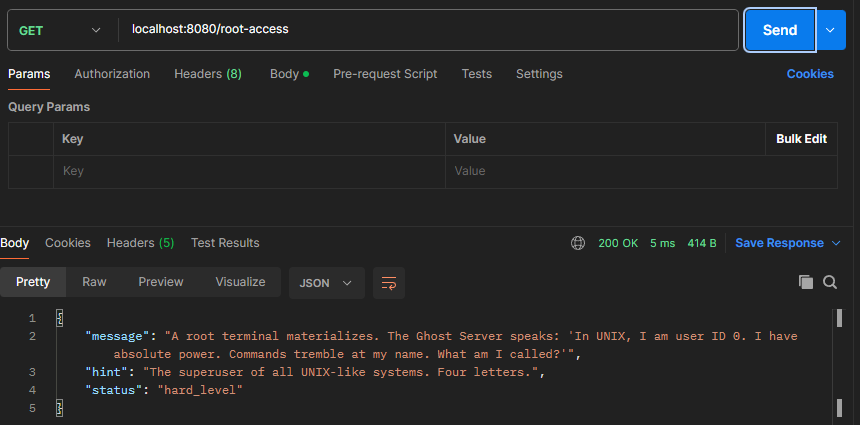 GET localhost:8080/root-access Send
Params Authorization Headers (8) Body Pre-request Script Tests Settings Cookies
Query Params
Key Value Bulk Edit
Key Value
Body Cookies Headers (5) Test Results 200 OK 5 ms 414 B Save Response
Pretty Raw Preview Visualize JSON
1 {
2 "message": "A root terminal materializes. The Ghost Server speaks: 'In UNIX, I am user ID 0. I have
absolute power. Commands tremble at my name. What am I called?'",
3 "hint": "The superuser of all UNIX-like systems. Four letters.",
4 "status": "hard_level"
5 }